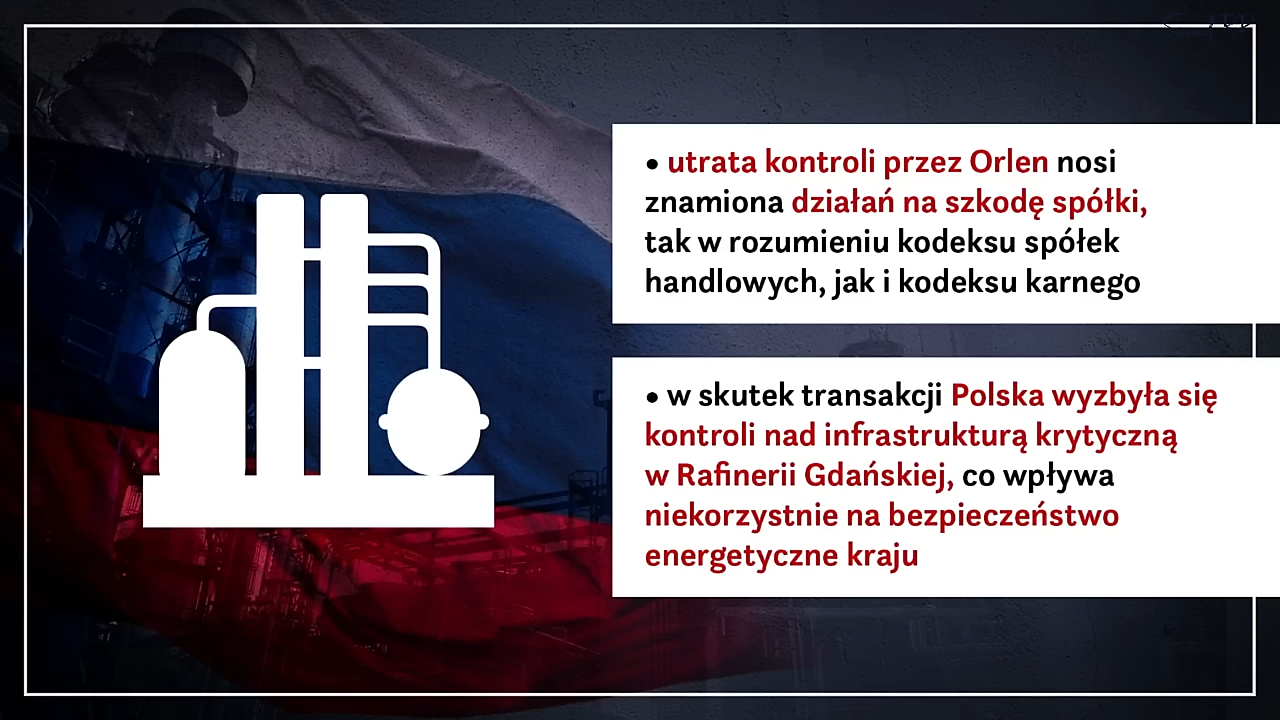 • utrata kontroli przez Orlen nosi
znamiona działań na szkodę spółki,
tak w rozumieniu kodeksu spółek
handlowych, jak i kodeksu karnego
• w skutek transakcji Polska wyzbyła się
kontroli nad infrastrukturą krytyczną
w Rafinerii Gdańskiej, co wpływa
niekorzystnie na bezpieczeństwo
energetyczne kraju